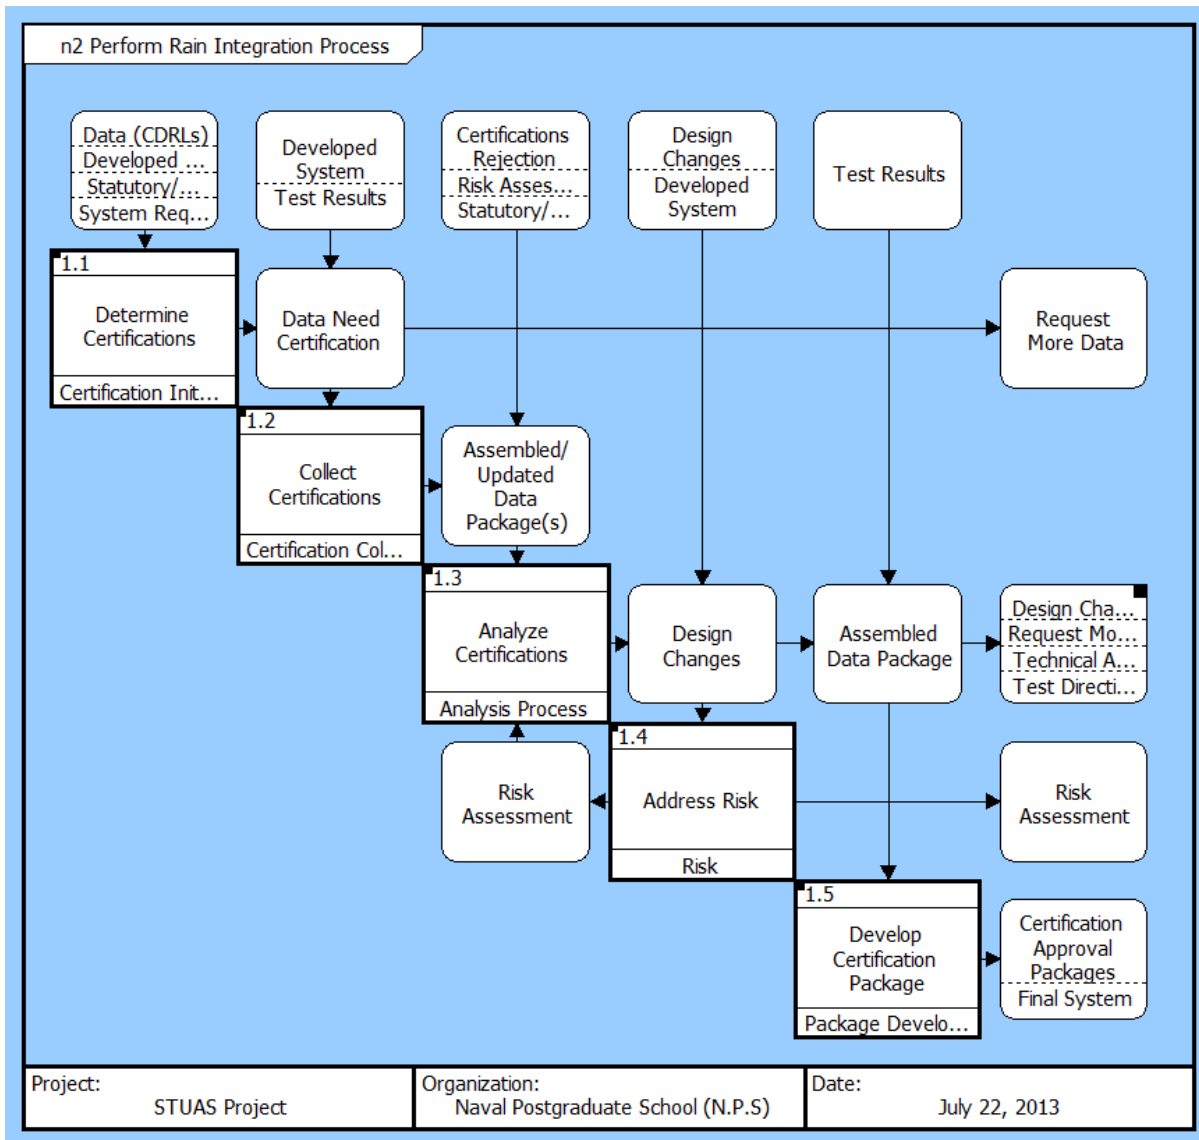 n2 Perform Rain Integration Process
Data (CDRLs)
Developed ...
Statutory/...
System Req...
Developed
System
Test Results
Certifications
Rejection
Risk Asses...
Statutory/...
Design
Changes
Developed
System
Test Results
1.1
Determine
Certifications
Certification Init...
Data Need
Certification
Request
More Data
1.2
Collect
Certifications
Certification Col...
Assembled/
Updated
Data
Package(s)
1.3
Analyze
Certifications
Analysis Process
Design
Changes
Assembled
Data Package
Design Cha...
Request Mo...
Technical A...
Test Directi...
Risk
Assessment
1.4
Address Risk
Risk
Risk
Assessment
1.5
Develop
Certification
Package
Package Develo...
Certification
Approval
Packages
Final System
Project:
STUAS Project
Organization:
Naval Postgraduate School (N.P.S)
Date:
July 22, 2013